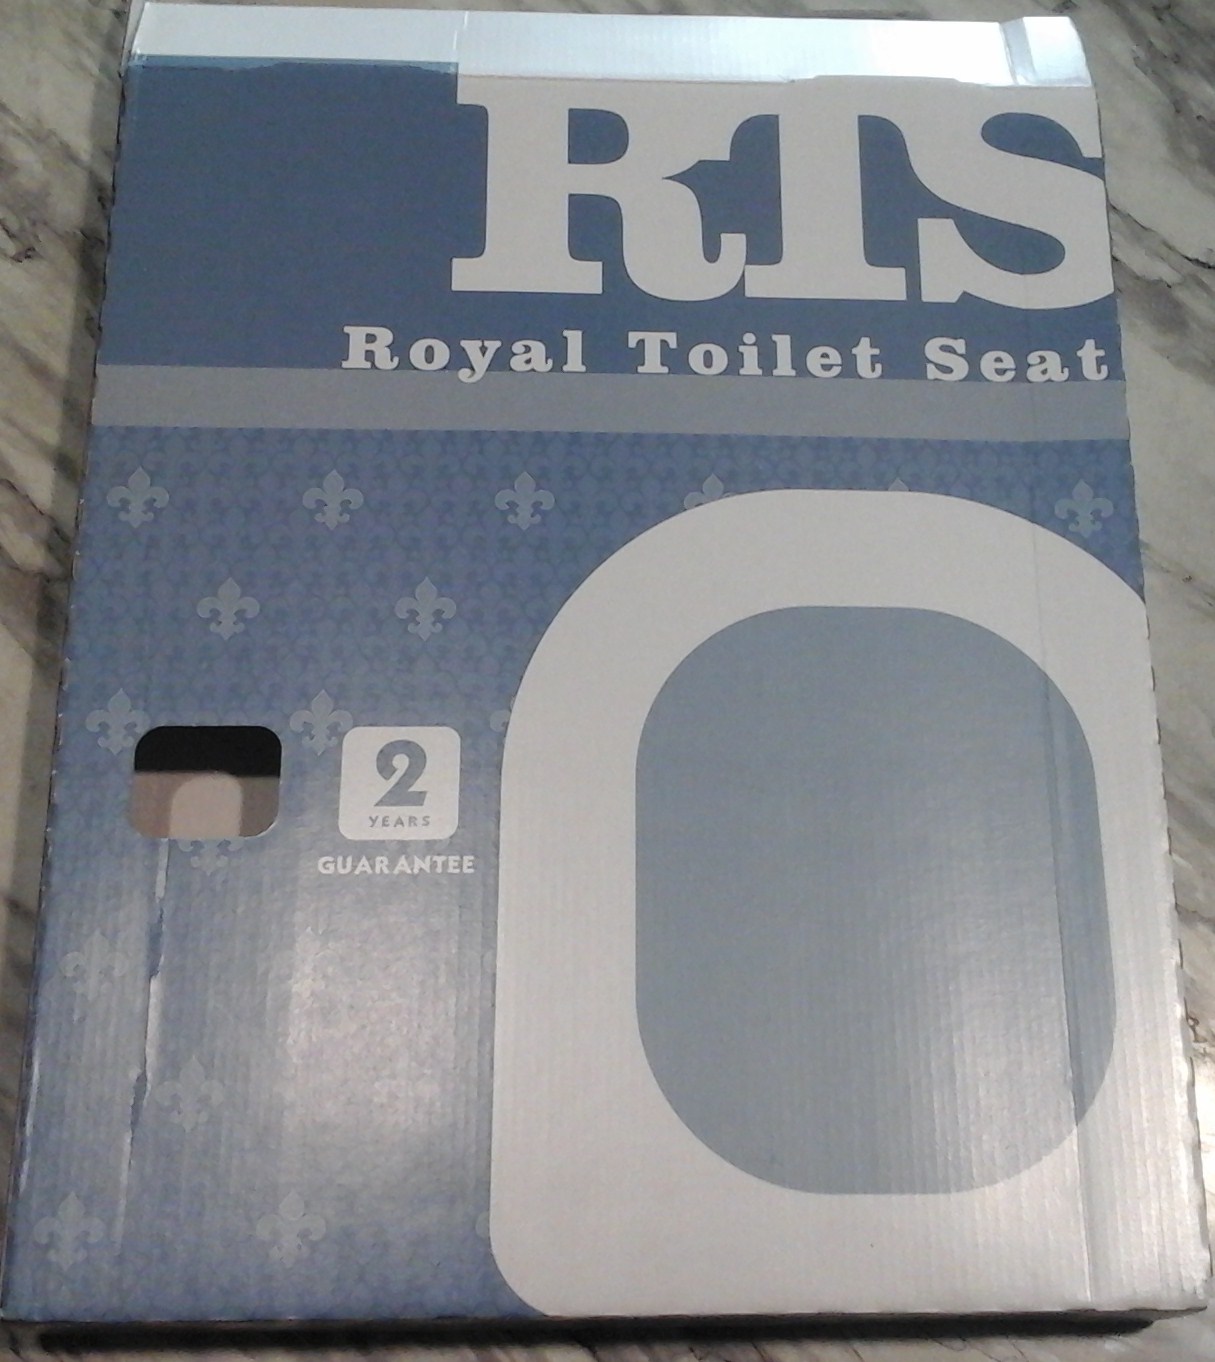 RTS
Royal Toilet Seat
2
YEARS
GUARANTEE